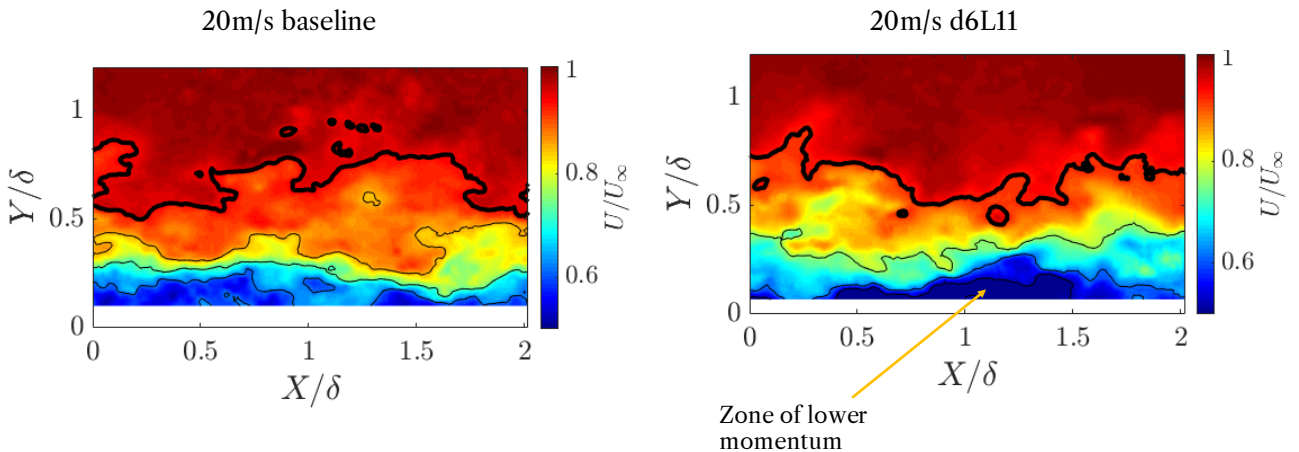 20m/s baseline
20m/s d6L11
1
0.5
0
Y/δ
0 0.5 1 1.5 2
X/δ
1
0.8
0.6
U/U∞
1
0.5
0
Y/δ
0 0.5 1 1.5 2
X/δ
1
0.8
0.6
U/U∞
Zone of lower
momentum